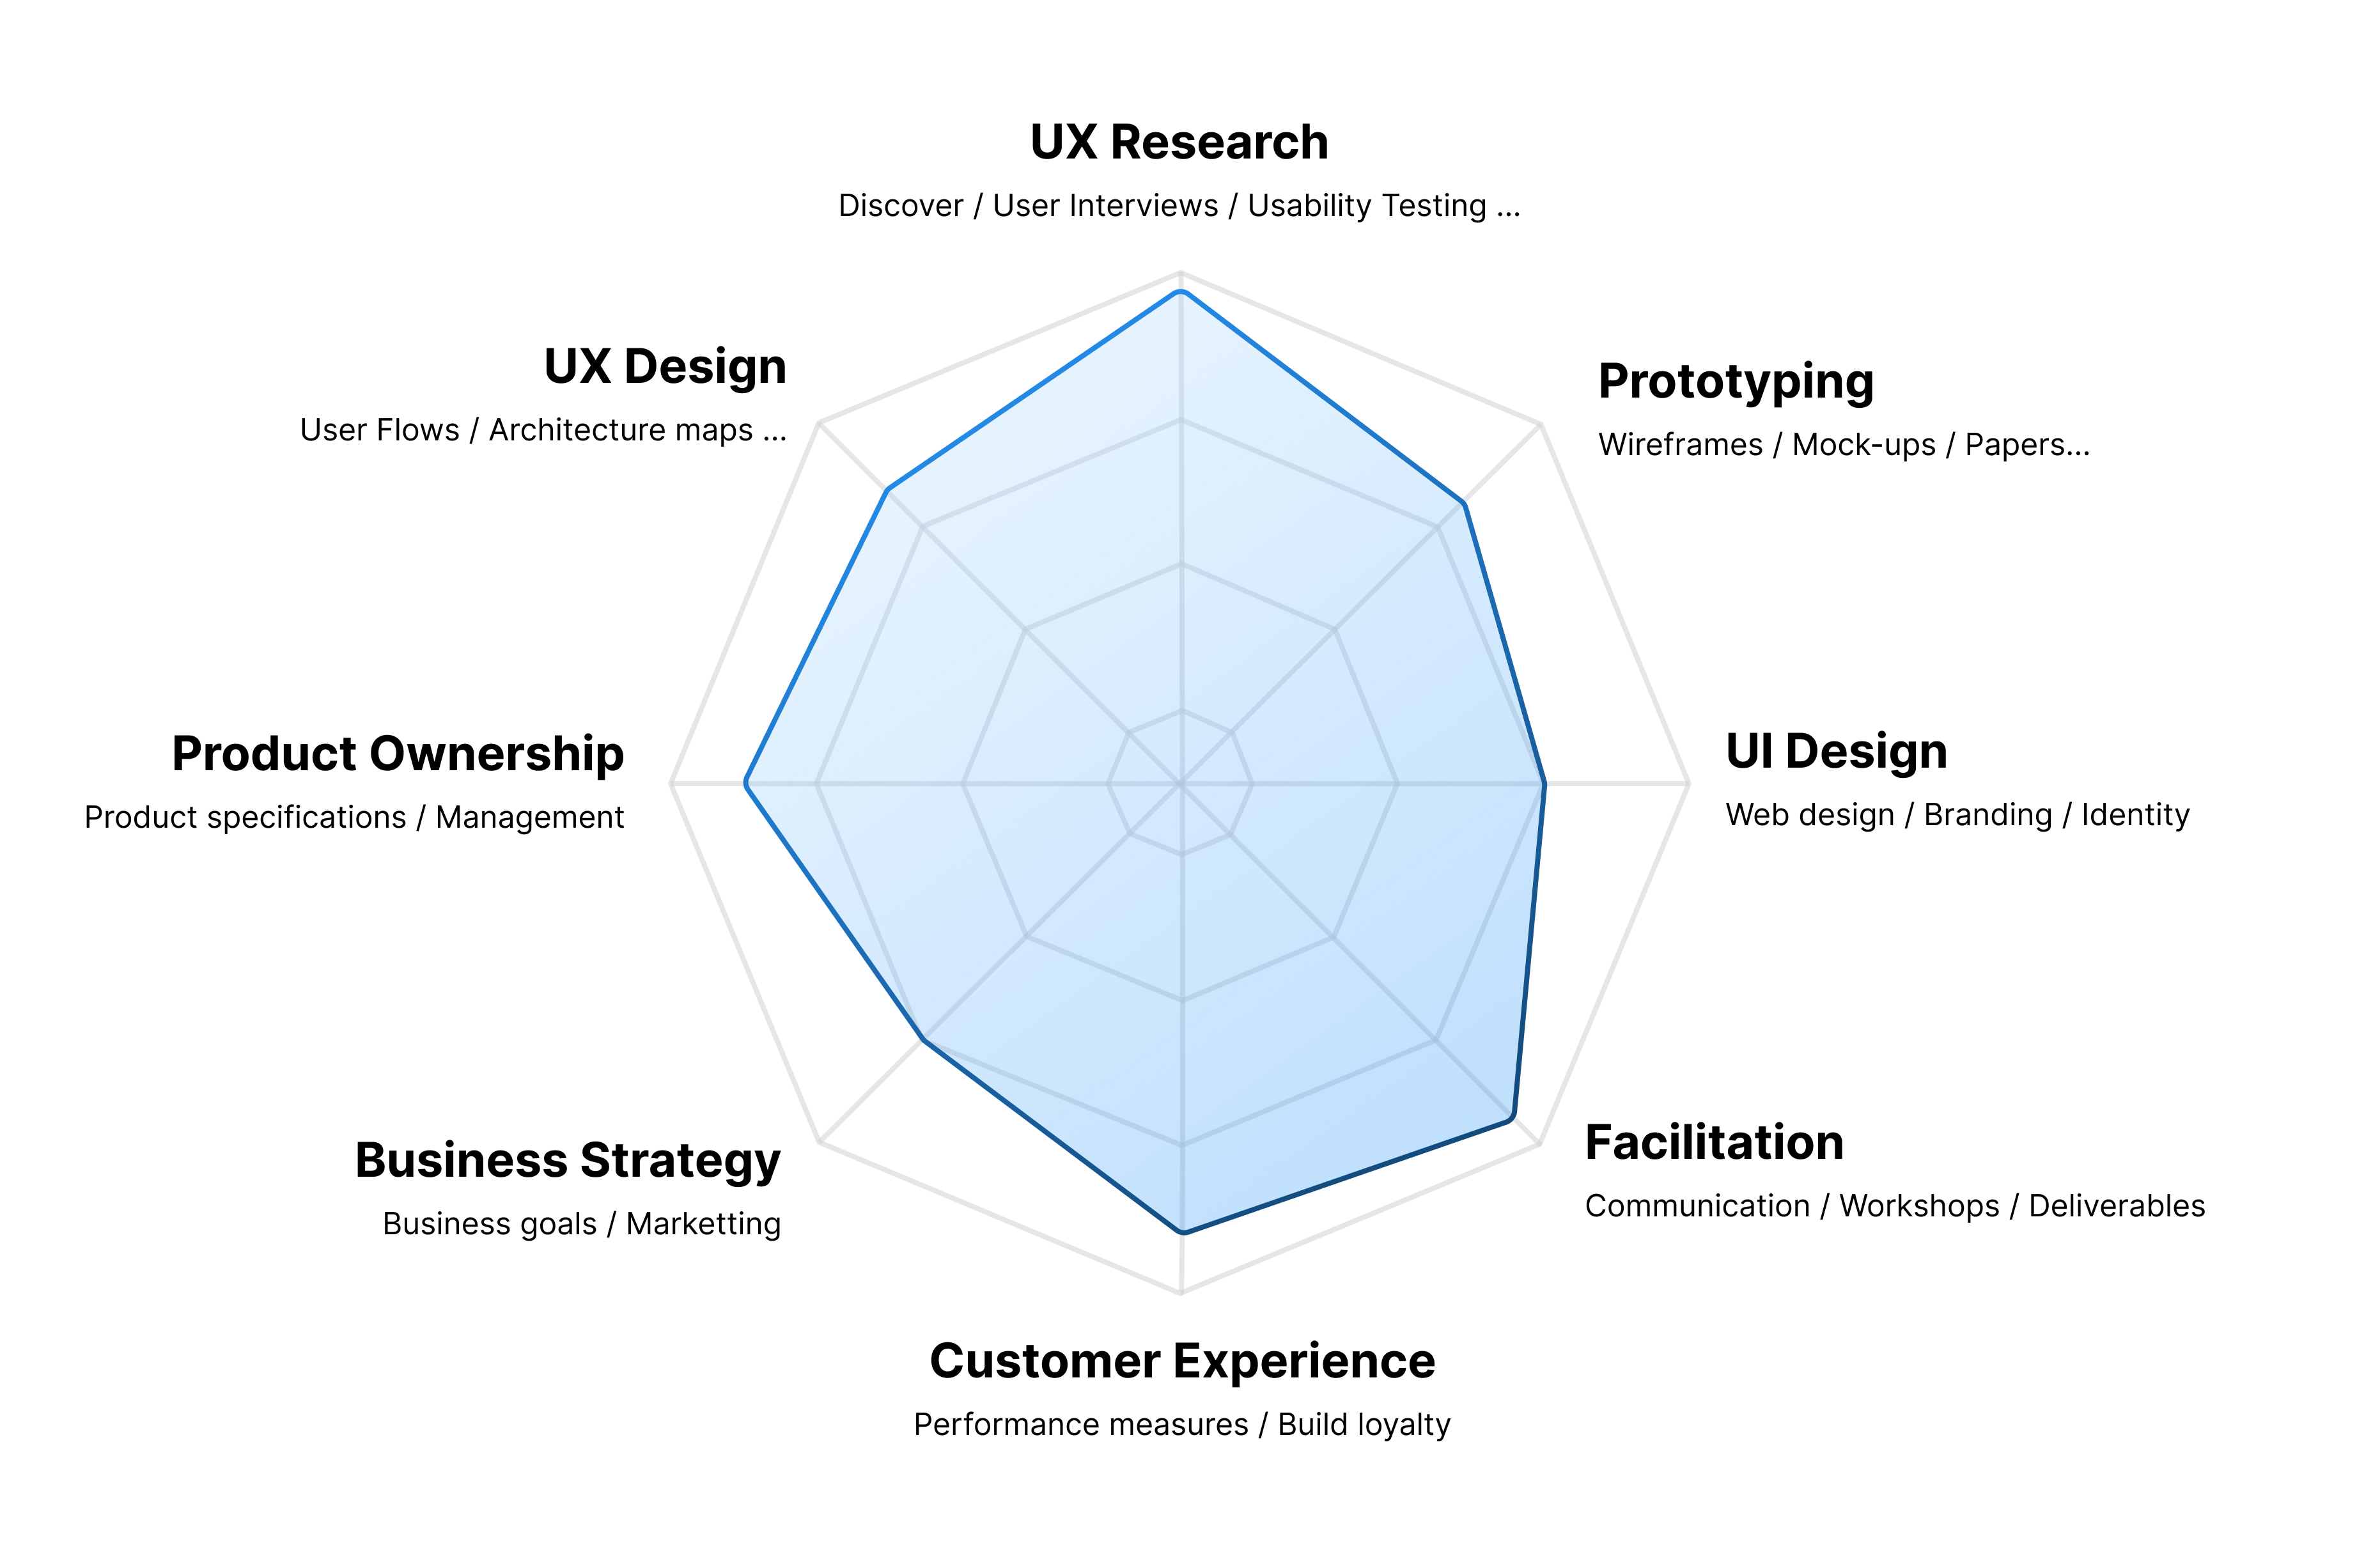 UX Research
Discover / User Interviews / Usability Testing ...
UX Design
User Flows / Architecture maps ...
Prototyping
Wireframes / Mock-ups / Papers...
Product Ownership
Product specifications / Management
UI Design
Web design / Branding / Identity
Business Strategy
Business goals / Marketting
Facilitation
Communication / Workshops / Deliverables
Customer Experience
Performance measures / Build loyalty